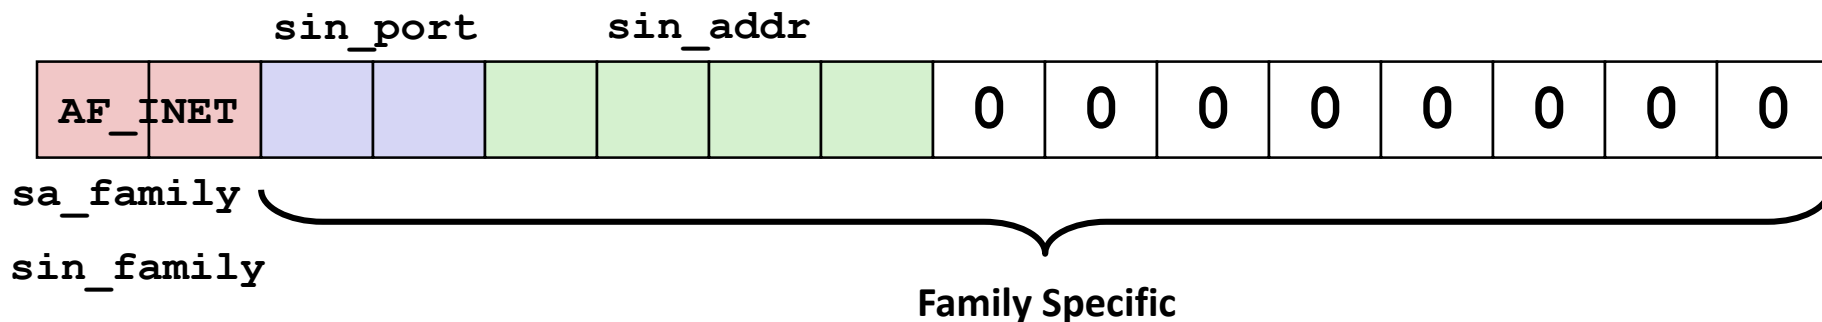 sin_port sin_addr
AF_INET 0 0 0 0 0 0 0 0
sa_family
sin_family
Family Specific